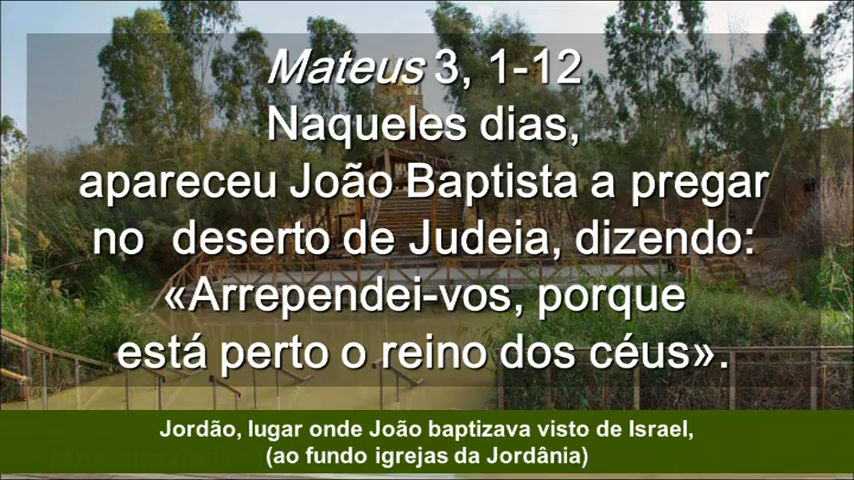 Mateus 3, 1-12
Naqueles dias,
apareceu João Baptista a pregar
no deserto de Judeia, dizendo:
«Arrependei-vos, porque
está perto o reino dos céus».
Jordão, lugar onde João baptizava visto de Israel,
(ao fundo igrejas da Jordânia)